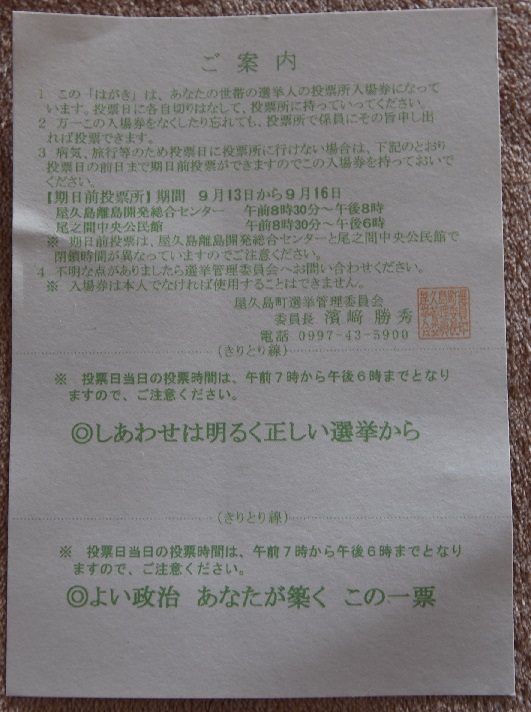 ご案内
1 この「はがき」は、あなたの世帯の選挙人の投票所入場券になって
います。投票日に各自切りはなして、投票所に持っていってください。
2 万一この入場券をなくしたり忘れても、投票所で係員にその旨申し出
れば投票できます。
3 病気、旅行等のため投票日に投票所に行けない場合は、下記のとおり
投票日の前日まで期日前投票ができますのでこの入場券を持っておいで
ください。
【期日前投票所】期間 9月13日から9月16日
屋久島離島開発総合センター 午前8時30分～午後8時
尾之間中央公民館 午前8時30分～午後6時
※ 期日前投票は、屋久島離島開発総合センターと尾之間中央公民館で
閉鎖時間が異なっていますのでご注意ください。
4 不明な点がありましたら選挙管理委員会へお問い合わせください。
※ 入場券は本人でなければ使用することはできません。
屋久島町選挙管理委員会
委員長 濱﨑勝秀
電話 0997-43-5900
(きりとり線)
※ 投票日当日の投票時間は、午前7時から午後6時までとなり
ますので、ご注意ください。
◎しあわせは明るく正しい選挙から
(きりとり線)
※ 投票日当日の投票時間は、午前7時から午後6時までとなり
ますので、ご注意ください。
◎よい政治 あなたが築く この一票